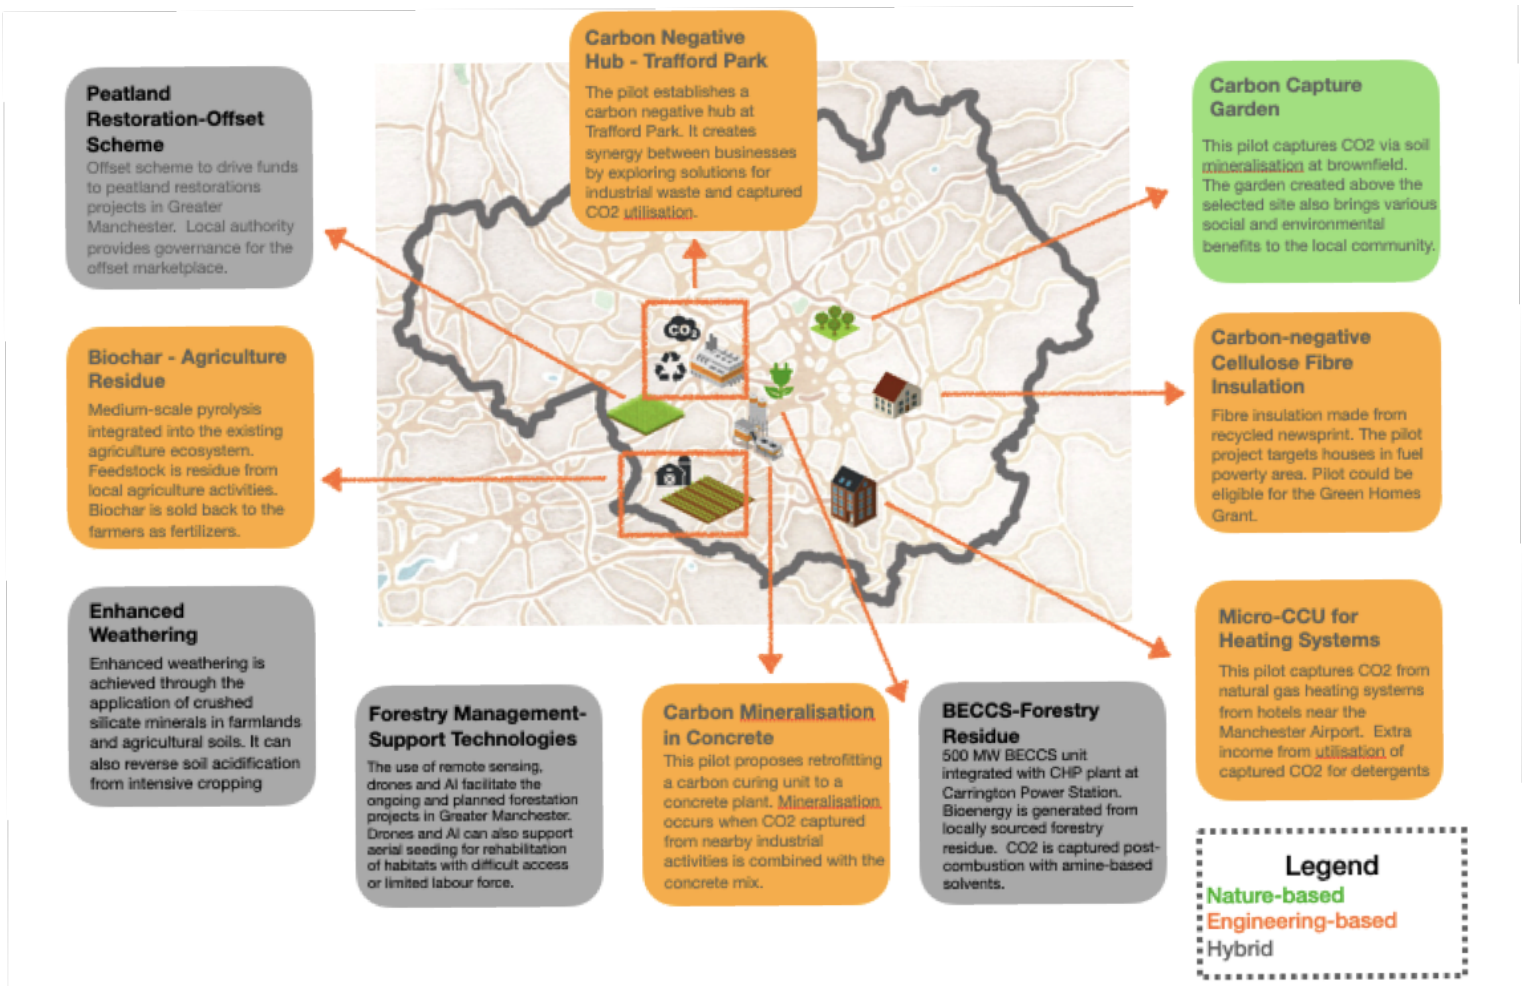 Carbon Negative
Hub - Trafford Park
The pilot establishes a
carbon negative hub at
Trafford Park. It creates
synergy between businesses
by exploring solutions for
industrial waste and captured
CO2 utilisation.
Peatland
Restoration-Offset
Scheme
Offset scheme to drive funds
to peatland restorations
projects in Greater
Manchester. Local authority
provides governance for the
offset marketplace.
Carbon Capture
Garden
This pilot captures CO2 via soil
mineralisation at brownfield.
The garden created above the
selected site also brings various
social and environmental
benefits to the local community.
CO2
Biochar - Agriculture
Residue
Medium-scale pyrolysis
integrated into the existing
agriculture ecosystem.
Feedstock is residue from
local agriculture activities.
Biochar is sold back to the
farmers as fertilizers.
Carbon-negative
Cellulose Fibre
Insulation
Fibre insulation made from
recycled newsprint. The pilot
project targets houses in fuel
poverty area. Pilot could be
eligible for the Green Homes
Grant.
Enhanced
Weathering
Enhanced weathering is
achieved through the
application of crushed
silicate minerals in farmlands
and agricultural soils. It can
also reverse soil acidification
from intensive cropping
Forestry Management-
Support Technologies
The use of remote sensing,
drones and AI facilitate the
ongoing and planned forestation
projects in Greater Manchester.
Drones and AI can also support
aerial seeding for rehabilitation
of habitats with difficult access
or limited labour force.
Carbon Mineralisation
in Concrete
This pilot proposes retrofitting
a carbon curing unit to a
concrete plant. Mineralisation
occurs when CO2 captured
from nearby industrial
activities is combined with the
concrete mix.
BECCS-Forestry
Residue
500 MW BECCS unit
integrated with CHP plant at
Carrington Power Station.
Bioenergy is generated from
locally sourced forestry
residue. CO2 is captured post-
combustion with amine-based
solvents.
Micro-CCU for
Heating Systems
This pilot captures CO2 from
natural gas heating systems
from hotels near the
Manchester Airport. Extra
income from utilisation of
captured CO2 for detergents
Legend
Nature-based
Engineering-based
Hybrid